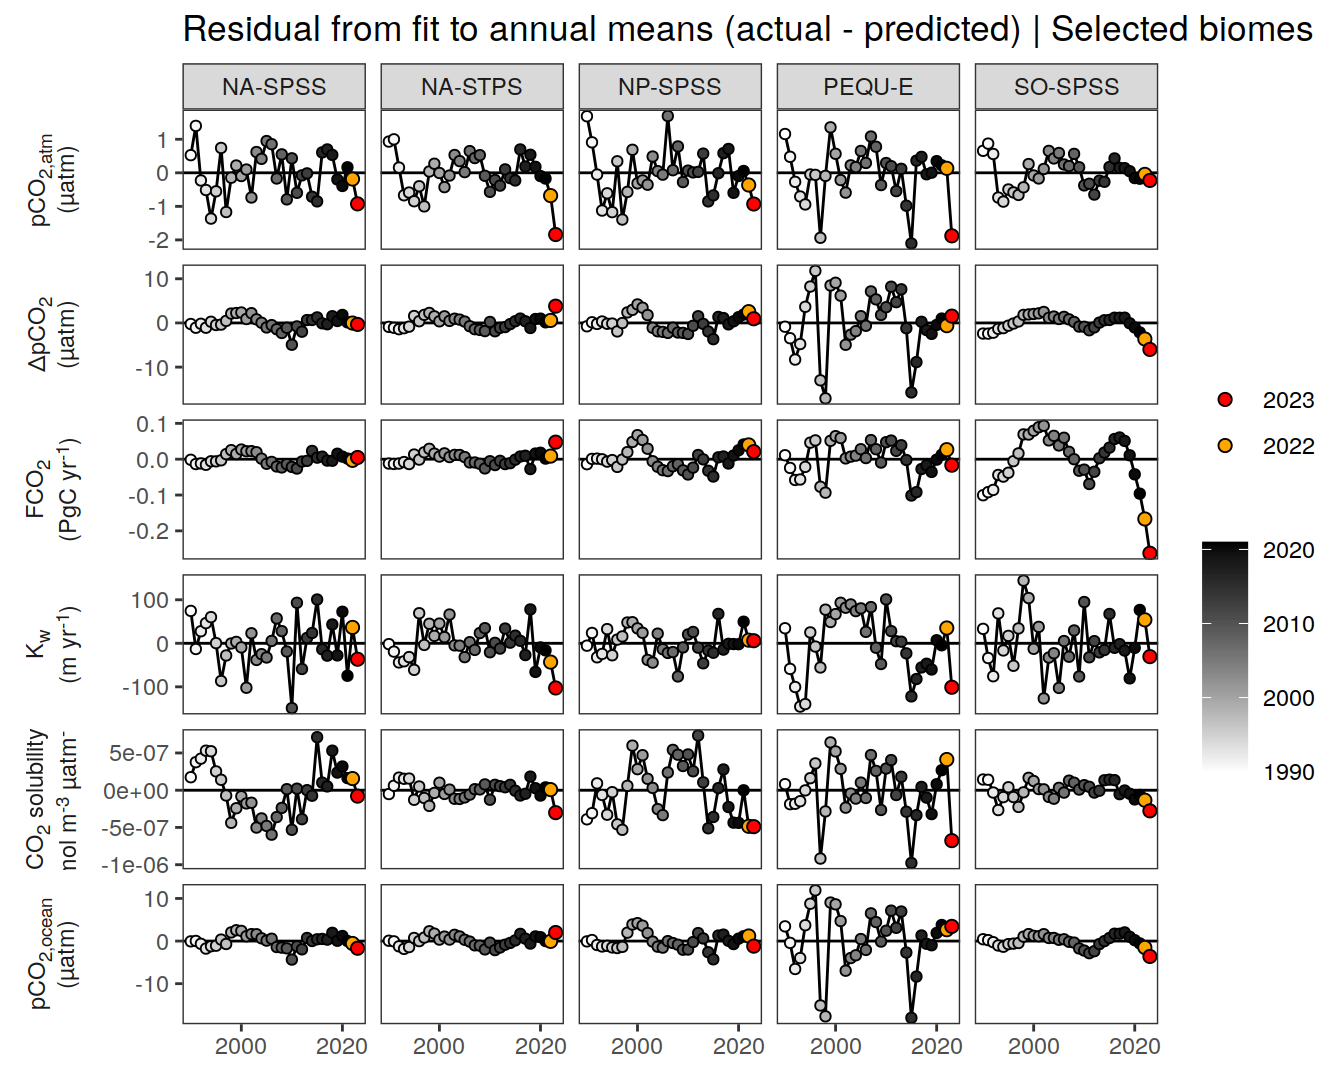 Residual from fit to annual means (actual - predicted) | Selected biomes
NA-SPSS NA-STPS NP-SPSS PEQU-E SO-SPSS
pCO2,atm
(µatm)
1
0
-1
-2
ΔpCO2
(µatm)
10
0
-10
FCO2
(PgC yr-1)
0.1
0.0
-0.1
-0.2
Kw
(m yr-1)
100
0
-100
CO2 solubility
nol m-3 µatm-
5e-07
0e+00
-5e-07
-1e-06
pCO2,ocean
(µatm)
10
0
-10
2000 2020 2000 2020 2000 2020 2000 2020 2000 2020
2023
2022
2020
2010
2000
1990